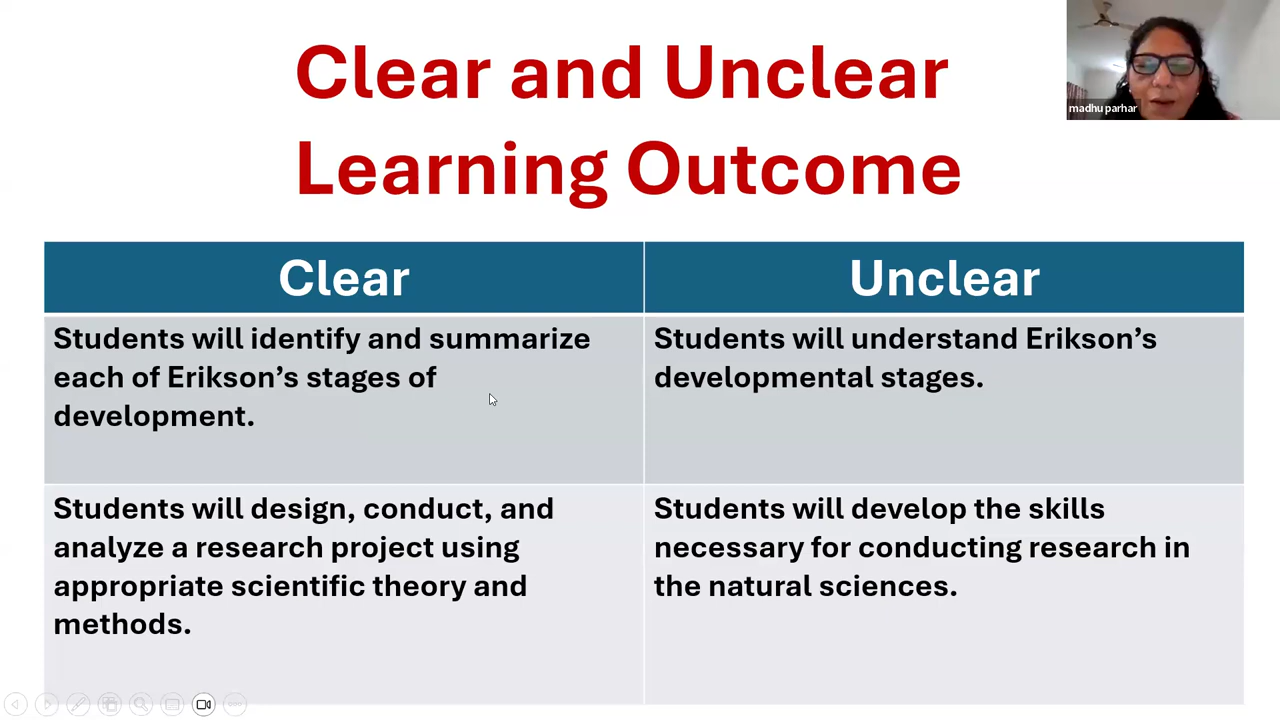 Clear and Unclear
Learning Outcome
madhu parhar
Clear
Unclear
Students will identify and summarize
each of Erikson’s stages of
development.
Students will understand Erikson’s
developmental stages.
Students will design, conduct, and
analyze a research project using
appropriate scientific theory and
methods.
Students will develop the skills
necessary for conducting research in
the natural sciences.